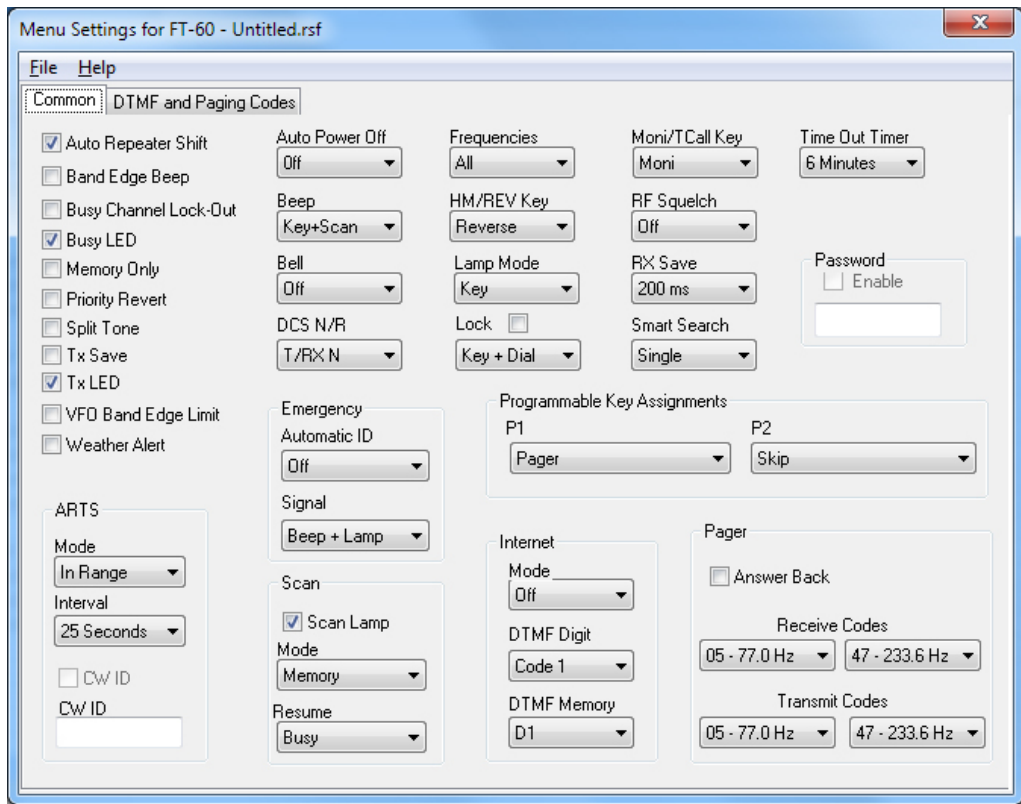 Menu Settings for FT-60 - Untitled.rsf
X
File Help
Common DTMF and Paging Codes
Auto Repeater Shift
Band Edge Beep
Busy Channel Lock-Out
Busy LED
Memory Only
Priority Revert
Split Tone
Tx Save
Tx LED
VFO Band Edge Limit
Weather Alert
Auto Power Off
Off
Beep
Key+Scan
Bell
Off
DCS N/R
T/RX N
Frequencies
All
HM/REV Key
Reverse
Lamp Mode
Key
Lock
Key + Dial
Moni/TCall Key
Moni
RF Squelch
Off
RX Save
200 ms
Smart Search
Single
Time Out Timer
6 Minutes
Password
Enable
Emergency
Automatic ID
Off
Signal
Beep + Lamp
Programmable Key Assignments
P1
Pager
P2
Skip
ARTS
Mode
In Range
Interval
25 Seconds
CW ID
CW ID
Scan
Scan Lamp
Mode
Memory
Resume
Busy
Internet
Mode
Off
DTMF Digit
Code 1
DTMF Memory
D1
Pager
Answer Back
Receive Codes
05 - 77.0 Hz 47 - 233.6 Hz
Transmit Codes
05 - 77.0 Hz 47 - 233.6 Hz